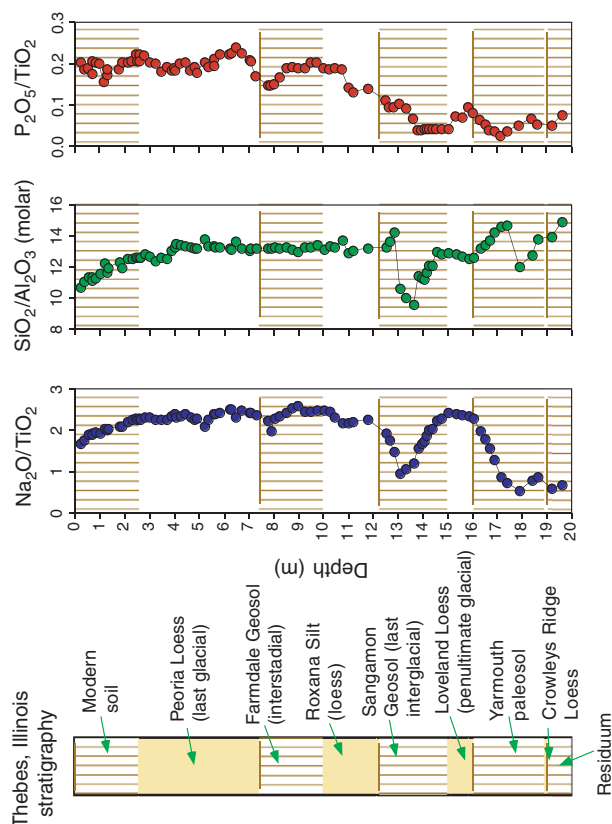 Thebes, Illinois
stratigraphy
Modern
soil
Peoria Loess
(last glacial)
Farmdale Geosol
(interstadial)
Roxana Silt
(loess)
Sangamon
Geosol (last
interglacial)
Loveland Loess
(penultimate glacial)
Yarmouth
paleosol
Crowleys Ridge
Loess
Residuum
Depth (m)
0
1
2
3
4
5
6
7
8
9
10
11
12
13
14
15
16
17
18
19
20
Na₂O/TiO₂
0
1
2
3
SiO₂/Al₂O₃ (molar)
8
10
12
14
16
P₂O₅/TiO₂
0.0
0.1
0.2
0.3